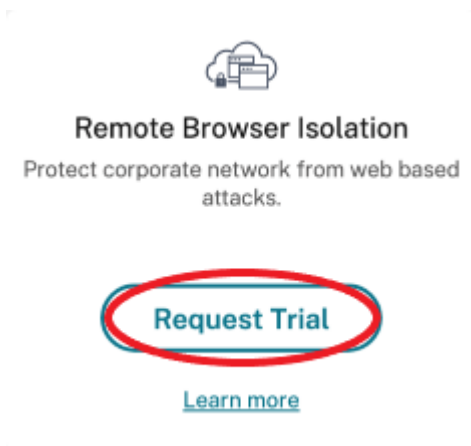 Remote Browser Isolation
Protect corporate network from web based
attacks.
Request Trial
Learn more